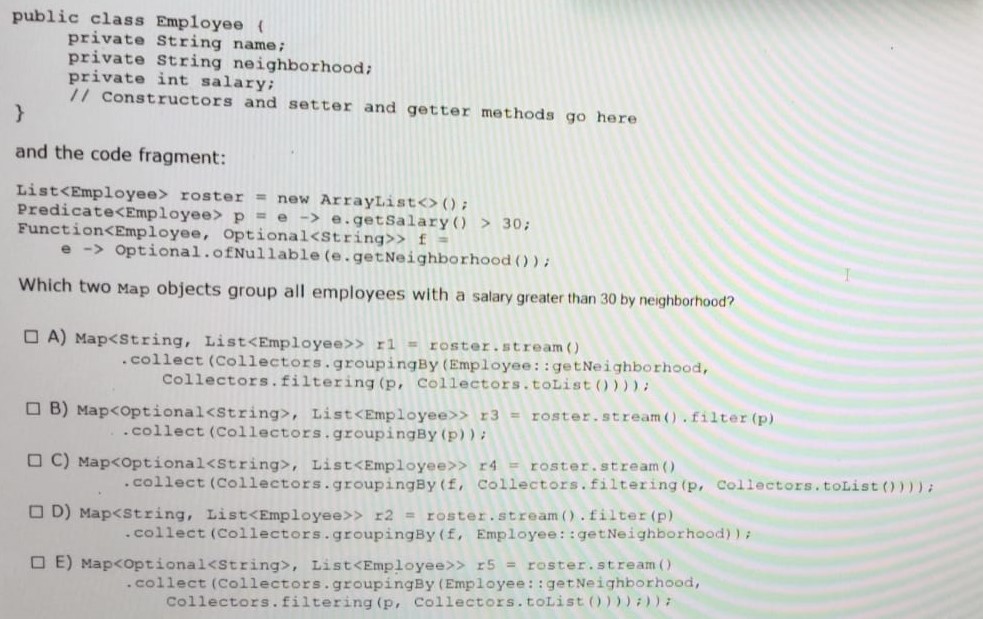 public class Employee {
private String name;
private String neighborhood;
private int salary;
// Constructors and setter and getter methods go here
}
and the code fragment:
List<Employee> roster = new ArrayList<>();
Predicate<Employee> p = e -> e.getSalary() > 30;
Function<Employee, Optional<String>> f =
e -> Optional.ofNullable(e.getNeighborhood());
Which two Map objects group all employees with a salary greater than 30 by neighborhood?
A) Map<String, List<Employee>> r1 = roster.stream()
.collect(Collectors.groupingBy(Employee::getNeighborhood,
Collectors.filtering(p, Collectors.toList())));
B) Map<Optional<String>, List<Employee>> r3 = roster.stream().filter(p)
.collect(Collectors.groupingBy(p));
C) Map<Optional<String>, List<Employee>> r4 = roster.stream()
.collect(Collectors.groupingBy(f, Collectors.filtering(p, Collectors.toList())));
D) Map<String, List<Employee>> r2 = roster.stream().filter(p)
.collect(Collectors.groupingBy(f, Employee::getNeighborhood));
E) Map<Optional<String>, List<Employee>> r5 = roster.stream()
.collect(Collectors.groupingBy(Employee::getNeighborhood,
Collectors.filtering(p, Collectors.toList())));));